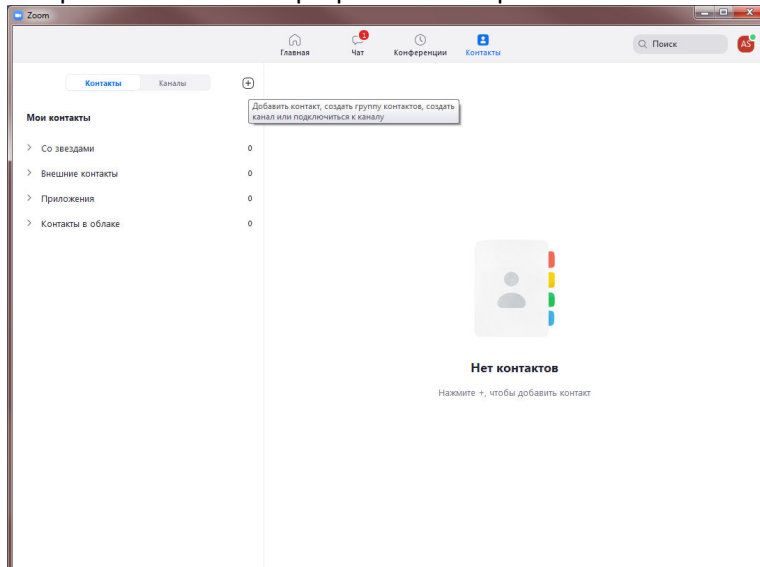 Zoom
Главная
Чат
1
Конференции
Контакты
Поиск
AS
Контакты
Каналы
Добавить контакт, создать группу контактов, создать
канал или подключиться к каналу
Мои контакты
Со звездами 0
Внешние контакты 0
Приложения 0
Контакты в облаке 0
Нет контактов
Нажмите +, чтобы добавить контакт